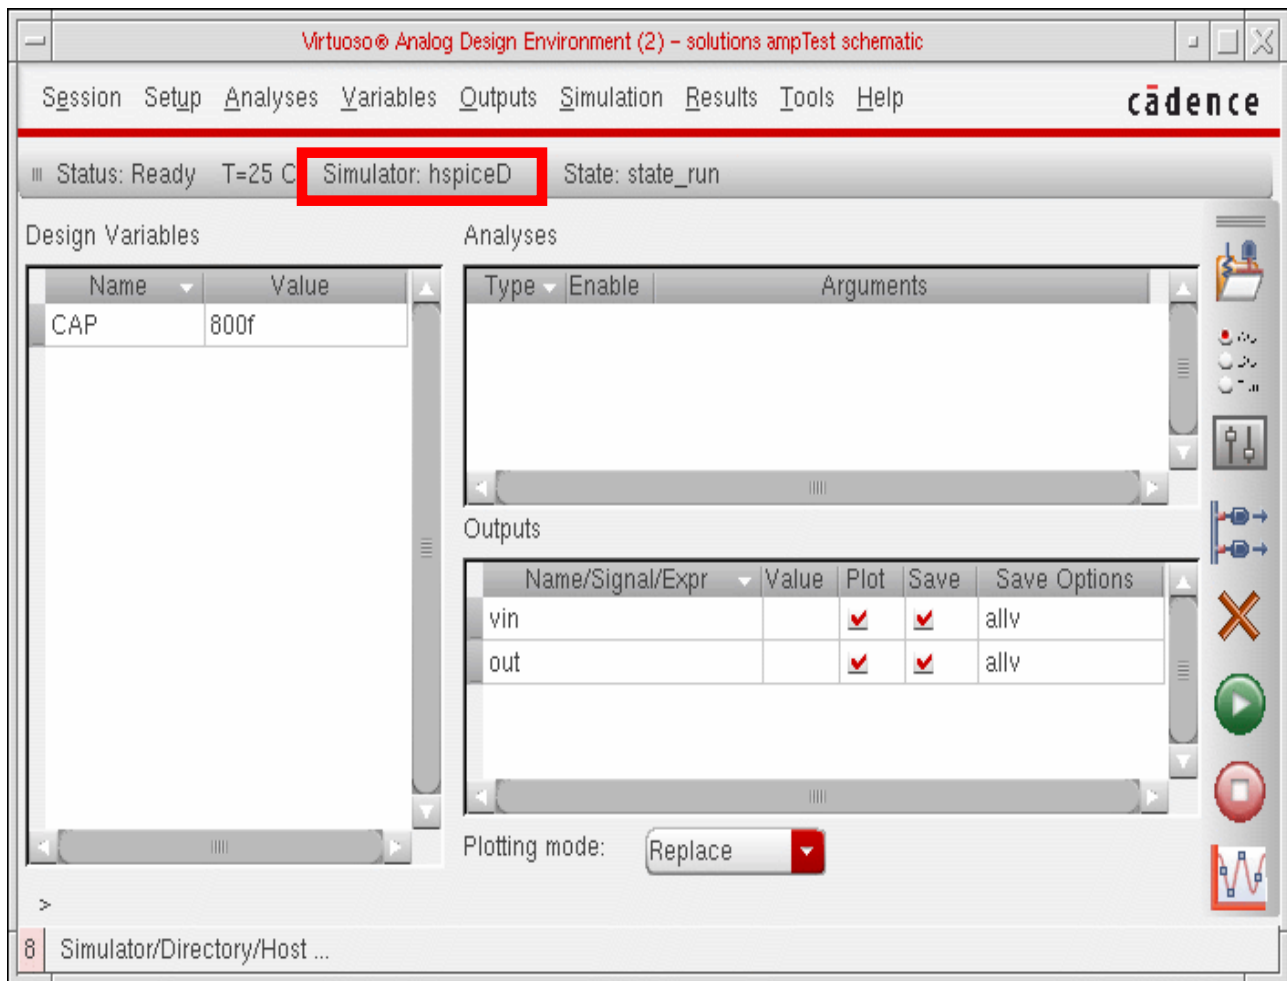 Virtuoso® Analog Design Environment (2) – solutions ampTest schematic
Session Setup Analyses Variables Outputs Simulation Results Tools Help cādence
Status: Ready T=25 C Simulator: hspiceD State: state_run
Design Variables
Name Value
CAP 800f
Analyses
Type Enable Arguments
Outputs
Name/Signal/Expr Value Plot Save Save Options
vin allv
out allv
Plotting mode: Replace
>
8 Simulator/Directory/Host ...